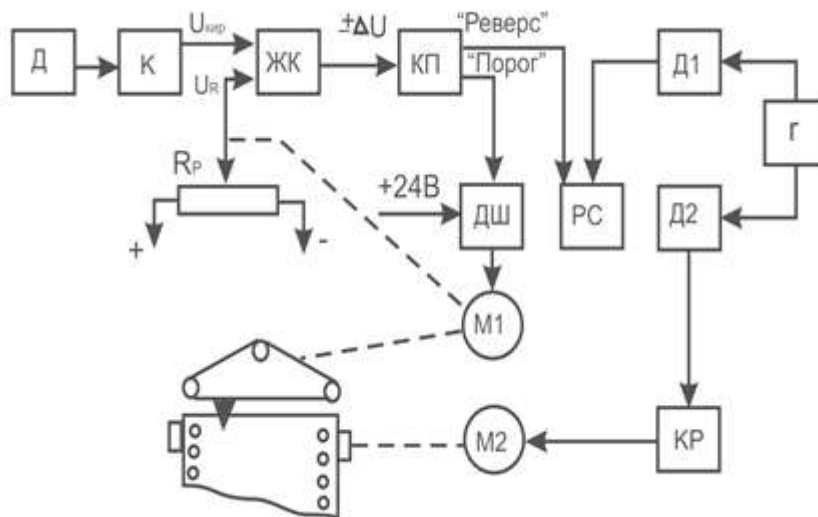 Д
K
Uкир
UR
ЖК
±ΔU
КП
“Реверс”
“Порог”
Д1
г
RP
+
-
+24В
ДШ
РС
Д2
М1
М2
КР